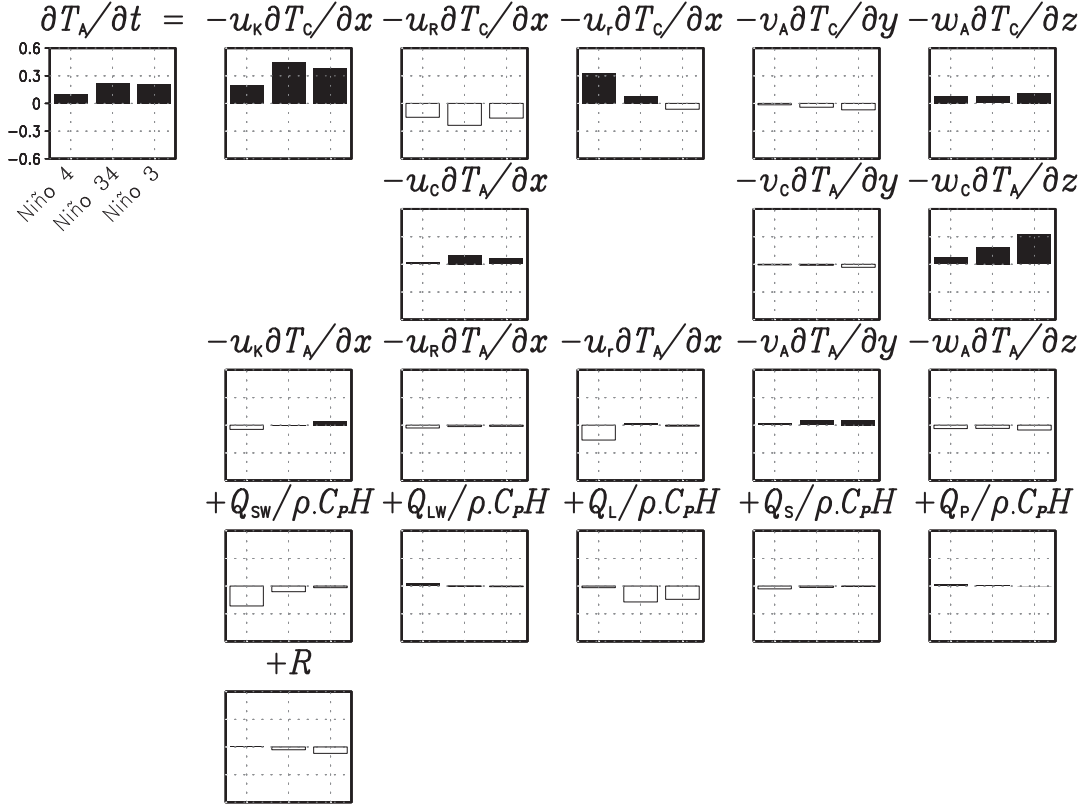 ∂T_A/∂t = −u_K∂T_C/∂x −u_R∂T_C/∂x −u_r∂T_C/∂x −v_A∂T_C/∂y −w_A∂T_C/∂z
0.6
0.3
0
−0.3
−0.6
Niño 4 Niño 34 Niño 3
−u_C∂T_A/∂x −v_C∂T_A/∂y −w_C∂T_A/∂z
−u_K∂T_A/∂x −u_R∂T_A/∂x −u_r∂T_A/∂x −v_A∂T_A/∂y −w_A∂T_A/∂z
+Q_SW/ρ.C_PH +Q_LW/ρ.C_PH +Q_L/ρ.C_PH +Q_S/ρ.C_PH +Q_P/ρ.C_PH
+R